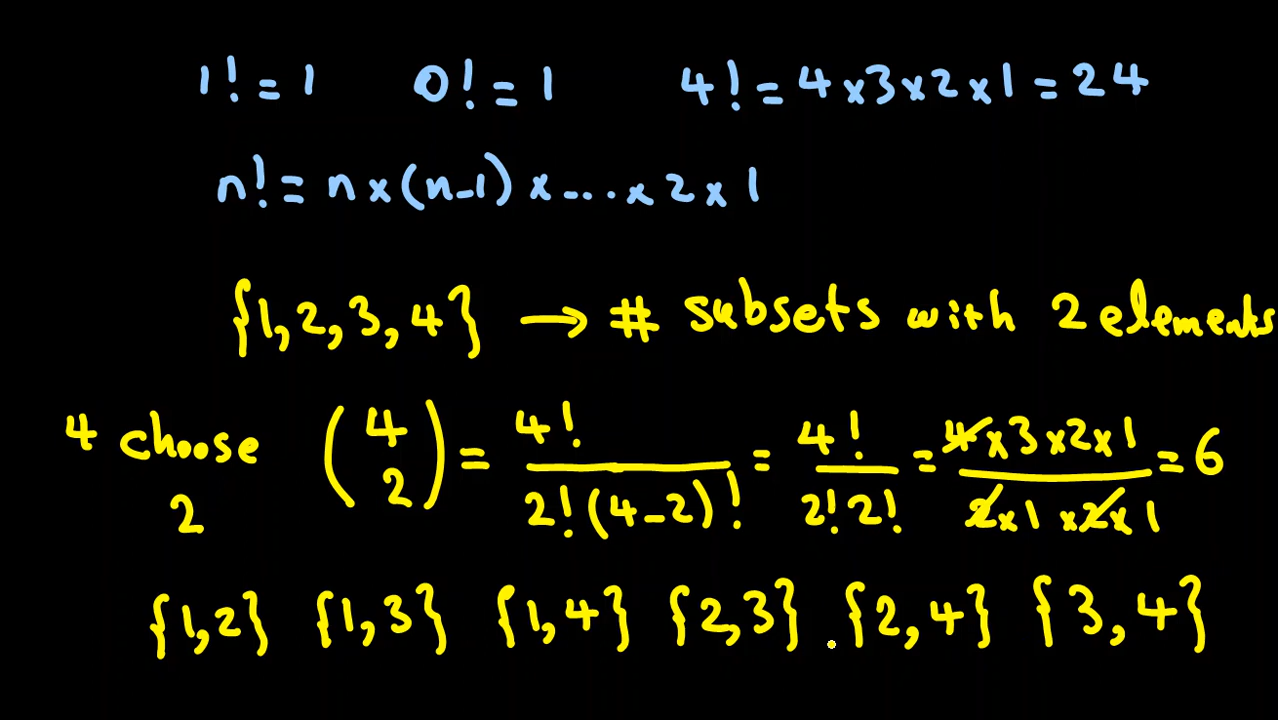 1! = 1 0! = 1 4! = 4 x 3 x 2 x 1 = 24
n! = n x (n-1) x ... x 2 x 1
{1, 2, 3, 4} → # subsets with 2 elements
4 choose 2 (4 2) = 4! / 2! (4-2)! = 4! / 2! 2! = 4 x 3 x 2 x 1 / 2 x 1 x 2 x 1 = 6
{1, 2} {1, 3} {1, 4} {2, 3} {2, 4} {3, 4}